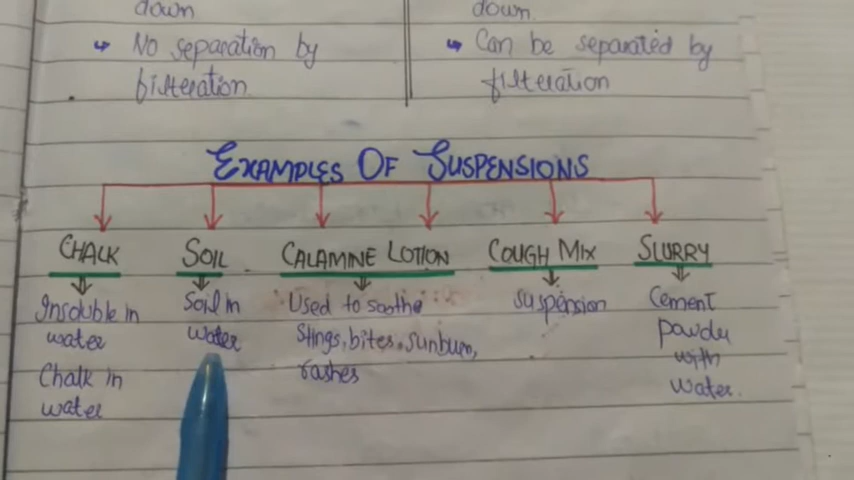 down
→ No separation by
filteration.
down.
→ Can be separated by
filteration
EXAMPLES OF SUSPENSIONS
CHALK
Insoluble in
water
Chalk in
water
SOIL
Soil in
water
CALAMINE LOTION
Used to soothe
stings, bites, sunburn,
rashes
COUGH MIX
suspension
SLURRY
Cement
powder
with
water.